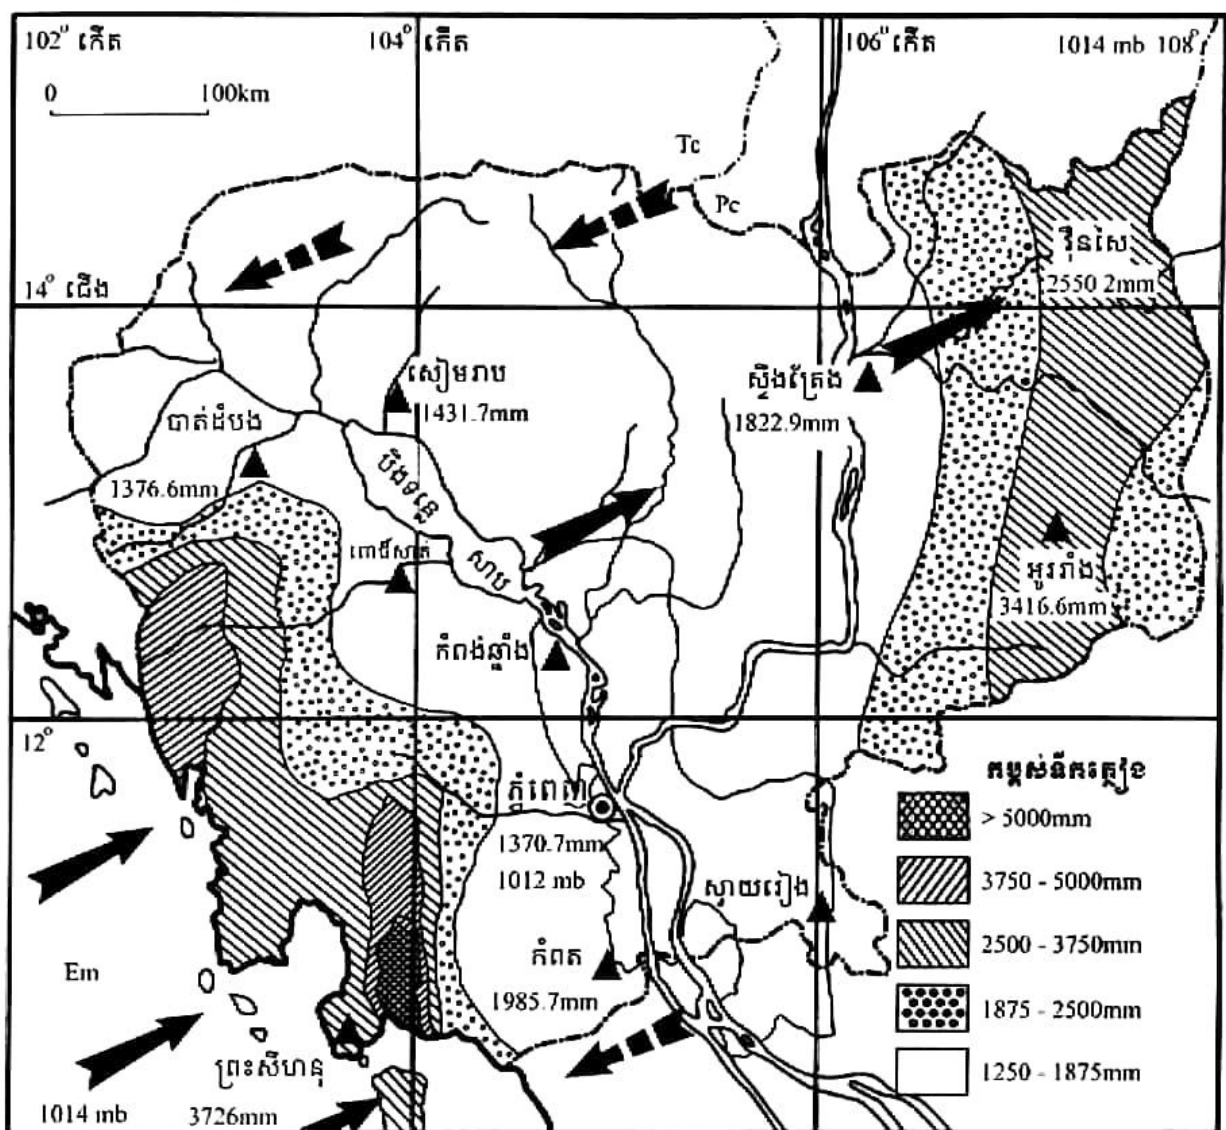 102° កើត
104° កើត
106° កើត
1014 mb 108°
0 100km
Tc
Pc
វ៉ឺនសៃ
2550.2mm
14° ជើង
សៀមរាប
1431.7mm
ស្ទឹងត្រែង
1822.9mm
បាត់ដំបង
1376.6mm
បឹងទន្លេ
សាប
ពោធិ៍សាត់
អូររាំង
3416.6mm
កំពង់ឆ្នាំង
12°
កម្ពស់ទឹកភ្លៀង
> 5000mm
3750 - 5000mm
2500 - 3750mm
1875 - 2500mm
1250 - 1875mm
ភ្នំពេញ
1370.7mm
1012 mb
ស្វាយរៀង
កំពត
1985.7mm
Em
ព្រះសីហនុ
1014 mb
3726mm